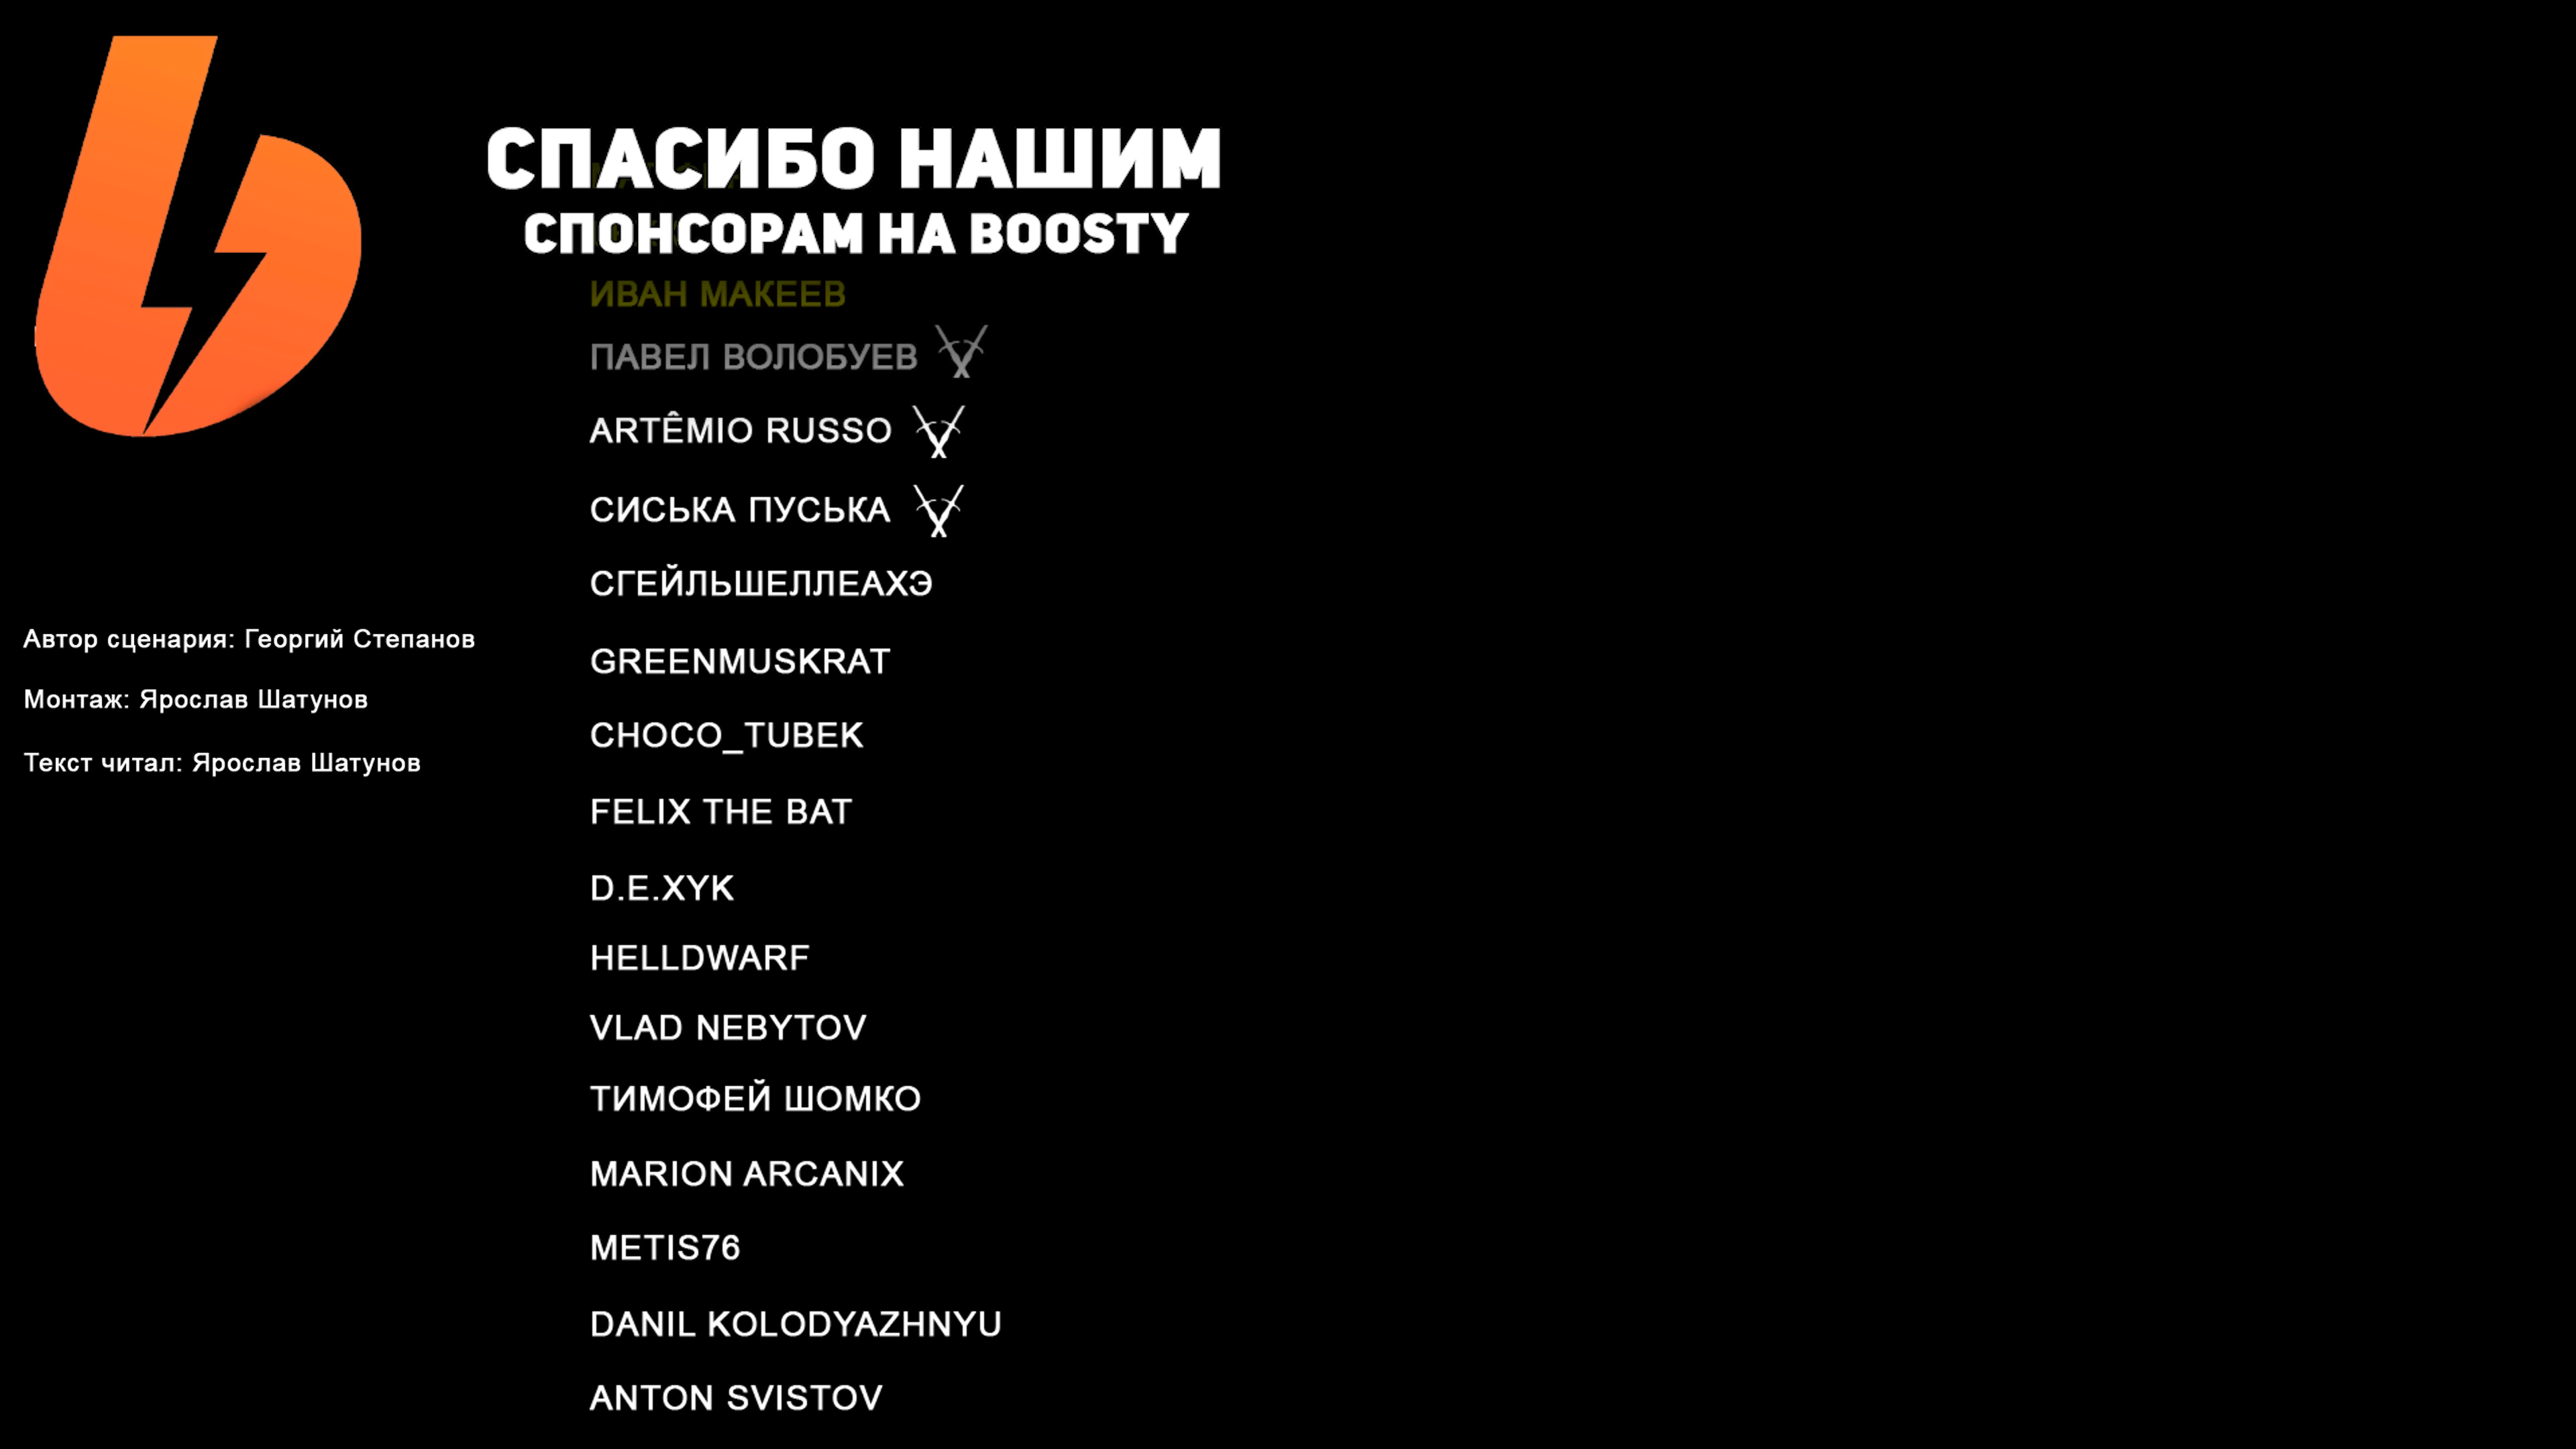 СПАСИБО НАШИМ
СПОНСОРАМ НА BOOSTY
ИВАН МАКЕЕВ
ПАВЕЛ ВОЛОБУЕВ
ARTÊMIO RUSSO
СИСЬКА ПУСЬКА
СГЕЙЛЬШЕЛЛЕАХЭ
GREENMUSKRAT
CHOCO_TUBEK
FELIX THE BAT
D.E.XYK
HELLDWARF
VLAD NEBYTOV
ТИМОФЕЙ ШОМКО
MARION ARCANIX
METIS76
DANIL KOLODYAZHNYU
ANTON SVISTOV
Автор сценария: Георгий Степанов
Монтаж: Ярослав Шатунов
Текст читал: Ярослав Шатунов